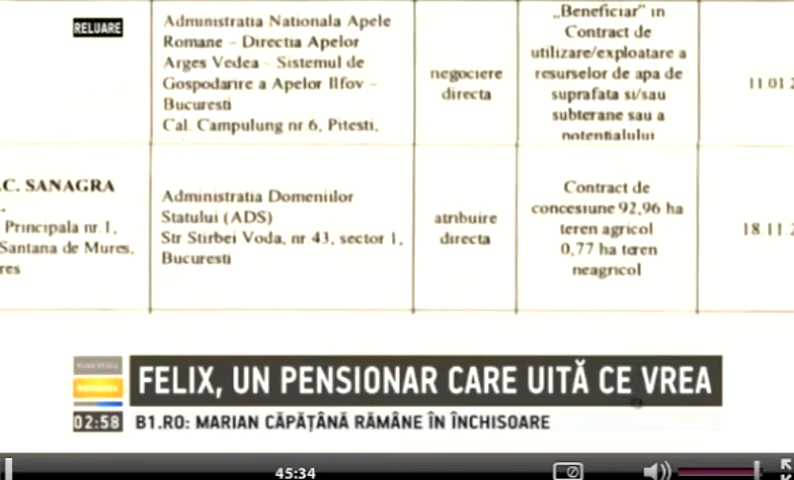 RELUARE
Administratia Nationala Apele
Romane - Directia Apelor
Arges Vedea - Sistemul de
Gospodarire a Apelor Ilfov -
Bucuresti
Cal. Campulung nr.6, Pitesti,
negociere
directa
„Beneficiar” in
Contract de
utilizare/exploatare a
resurselor de apa de
suprafata si/sau
subterane sau a
potentialului
11.01.2
.C. SANAGRA
Principala nr.1,
Santana de Mures,
res
Administratia Domeniilor
Statului (ADS)
Str Stirbei Voda, nr.43, sector 1,
Bucuresti
atribuire
directa
Contract de
concesiune 92,96 ha
teren agricol
0,77 ha teren
neagricol
18.11.2
FELIX, UN PENSIONAR CARE UITĂ CE VREA
02:58 B1.RO: MARIAN CĂPĂȚÂNĂ RĂMÂNE ÎN ÎNCHISOARE
45:34